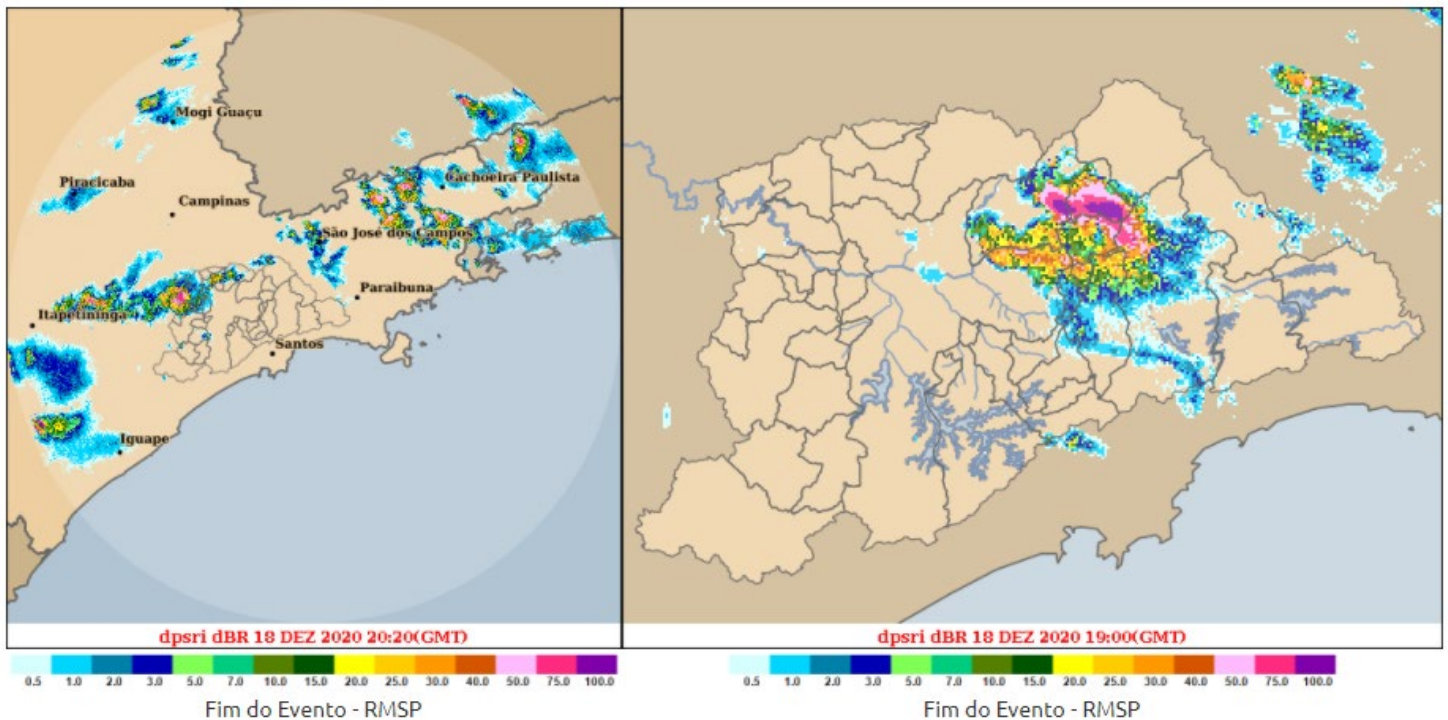 Mogi Guaçu
Piracicaba
Cachoeira Paulista
Campinas
São José dos Campos
Paraibuna
Itapetininga
Santos
Iguape
dpsri dBR 18 DEZ 2020 20:20(GMT)
0.5 1.0 2.0 3.0 5.0 7.0 10.0 15.0 20.0 25.0 30.0 40.0 50.0 75.0 100.0
Fim do Evento - RMSP
dpsri dBR 18 DEZ 2020 19:00(GMT)
0.5 1.0 2.0 3.0 5.0 7.0 10.0 15.0 20.0 25.0 30.0 40.0 50.0 75.0 100.0
Fim do Evento - RMSP